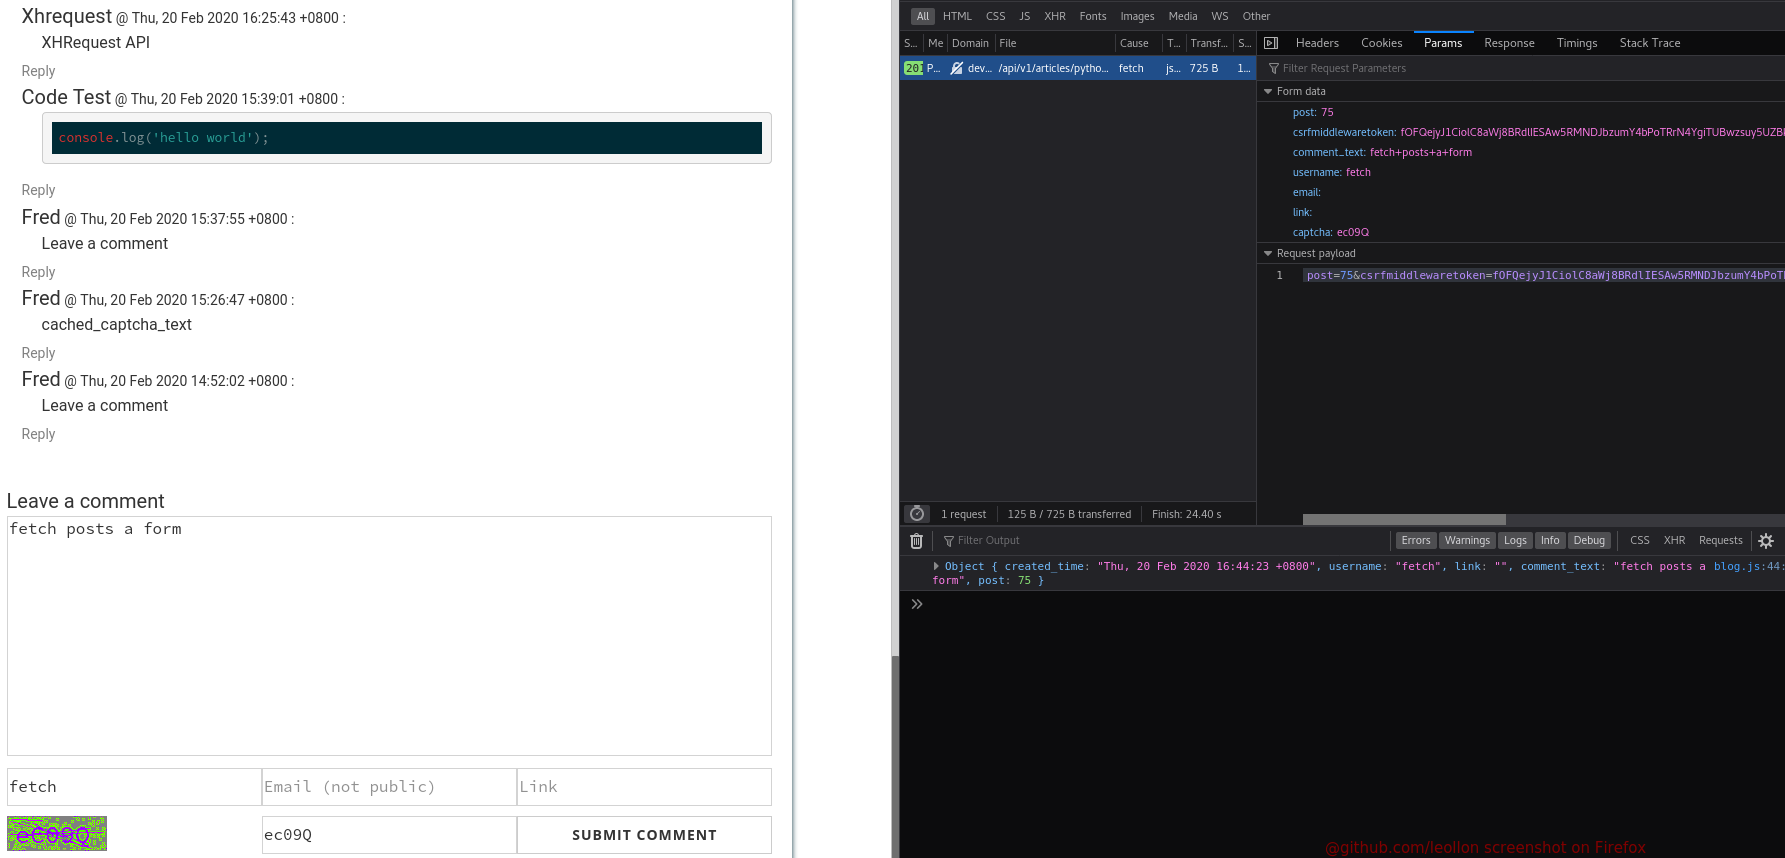 Xhrequest @ Thu, 20 Feb 2020 16:25:43 +0800 :
XHRequest API
Reply
Code Test @ Thu, 20 Feb 2020 15:39:01 +0800 :
console.log('hello world');
Reply
Fred @ Thu, 20 Feb 2020 15:37:55 +0800 :
Leave a comment
Reply
Fred @ Thu, 20 Feb 2020 15:26:47 +0800 :
cached_captcha_text
Reply
Fred @ Thu, 20 Feb 2020 14:52:02 +0800 :
Leave a comment
Reply
Leave a comment
fetch posts a form
fetch
Email (not public)
Link
ec09Q
ec09Q
SUBMIT COMMENT
All HTML CSS JS XHR Fonts Images Media WS Other
S... Me Domain File Cause T... Transf... S...
201 P... dev... /api/v1/articles/pytho... fetch js... 725 B 1...
1 request 125 B / 725 B transferred Finish: 24.40 s
Headers Cookies Params Response Timings Stack Trace
Filter Request Parameters
Form data
post: 75
csrfmiddlewaretoken: fOFQejyJ1CiolC8aWj8BRdlIESAw5RMNDJbzumY4bPoTRrN4YgiTUBwzsuy5UZB
comment_text: fetch+posts+a+form
username: fetch
email:
link:
captcha: ec09Q
Request payload
1 post=75&csrfmiddlewaretoken=fOFQejyJ1CiolC8aWj8BRdlIESAw5RMNDJbzumY4bPoT
Filter Output
Errors Warnings Logs Info Debug CSS XHR Requests
Object { created_time: "Thu, 20 Feb 2020 16:44:23 +0800", username: "fetch", link: "", comment_text: "fetch posts a blog.js:44:
form", post: 75 }
@github.com/leollon screenshot on Firefox